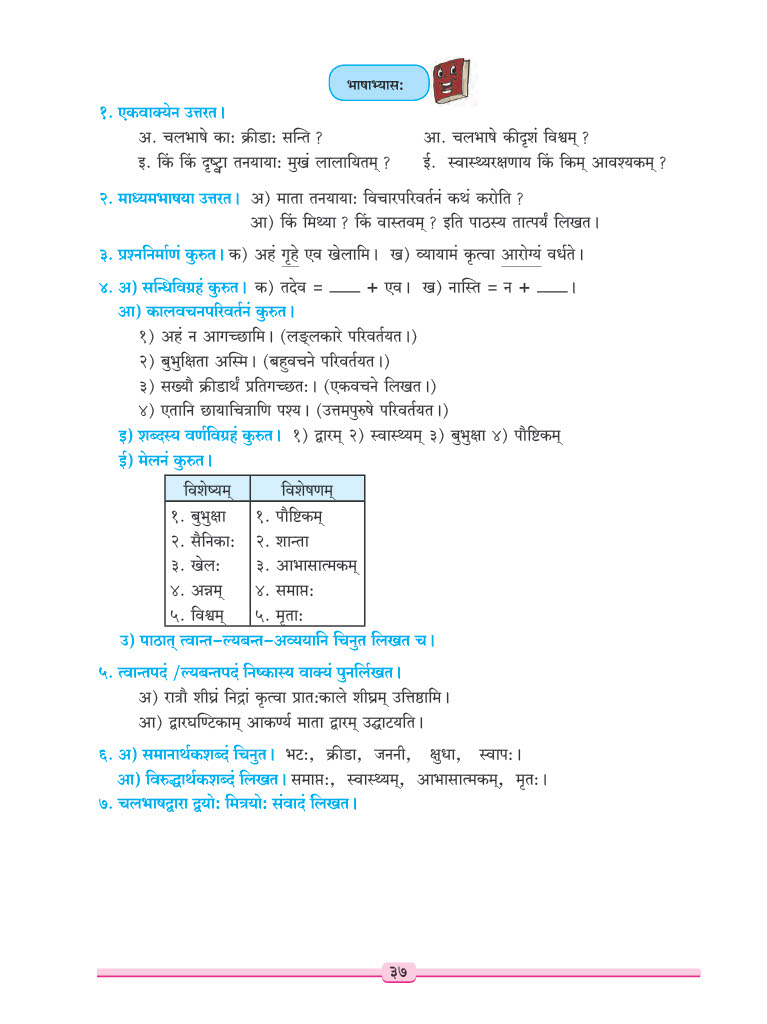 भाषाभ्यासः
१. एकवाक्येन उत्तरत।
अ. चलभाषे काः क्रीडाः सन्ति ? आ. चलभाषे कीदृशं विश्वम् ?
इ. किं किं दृष्ट्वा तनयायाः मुखं लालायितम् ? ई. स्वास्थ्यरक्षणाय किं किम् आवश्यकम् ?
२. माध्यमभाषया उत्तरत। अ) माता तनयायाः विचारपरिवर्तनं कथं करोति ?
आ) किं मिथ्या ? किं वास्तवम् ? इति पाठस्य तात्पर्यं लिखत।
३. प्रश्ननिर्माणं कुरुत। क) अहं गृहे एव खेलामि। ख) व्यायामं कृत्वा आरोग्यं वर्धते।
४. अ) सन्धिविग्रहं कुरुत। क) तदेव = ____ + एव। ख) नास्ति = न + ____।
आ) कालवचनपरिवर्तनं कुरुत।
१) अहं न आगच्छामि। (लङ्लकारे परिवर्तयत।)
२) बुभुक्षिता अस्मि। (बहुवचने परिवर्तयत।)
३) सख्यौ क्रीडार्थं प्रतिगच्छतः। (एकवचने लिखत।)
४) एतानि छायाचित्राणि पश्य। (उत्तमपुरुषे परिवर्तयत।)
इ) शब्दस्य वर्णविग्रहं कुरुत। १) द्वारम् २) स्वास्थ्यम् ३) बुभुक्षा ४) पौष्टिकम्
ई) मेलनं कुरुत।
विशेष्यम् विशेषणम्
१. बुभुक्षा १. पौष्टिकम्
२. सैनिकाः २. शान्ता
३. खेलः ३. आभासात्मकम्
४. अन्नम् ४. समाप्तः
५. विश्वम् ५. मृताः
उ) पाठात् त्वान्त-ल्यबन्त-अव्ययानि चिनुत लिखत च।
५. त्वान्तपदं /ल्यबन्तपदं निष्कास्य वाक्यं पुनर्लिखत।
अ) रात्रौ शीघ्रं निद्रां कृत्वा प्रातःकाले शीघ्रम् उत्तिष्ठामि।
आ) द्वारघण्टिकाम् आकर्ण्य माता द्वारम् उद्घाटयति।
६. अ) समानार्थकशब्दं चिनुत। भटः, क्रीडा, जननी, क्षुधा, स्वापः।
आ) विरुद्धार्थकशब्दं लिखत। समाप्तः, स्वास्थ्यम्, आभासात्मकम्, मृतः।
७. चलभाषद्वारा द्वयोः मित्रयोः संवादं लिखत।
३७